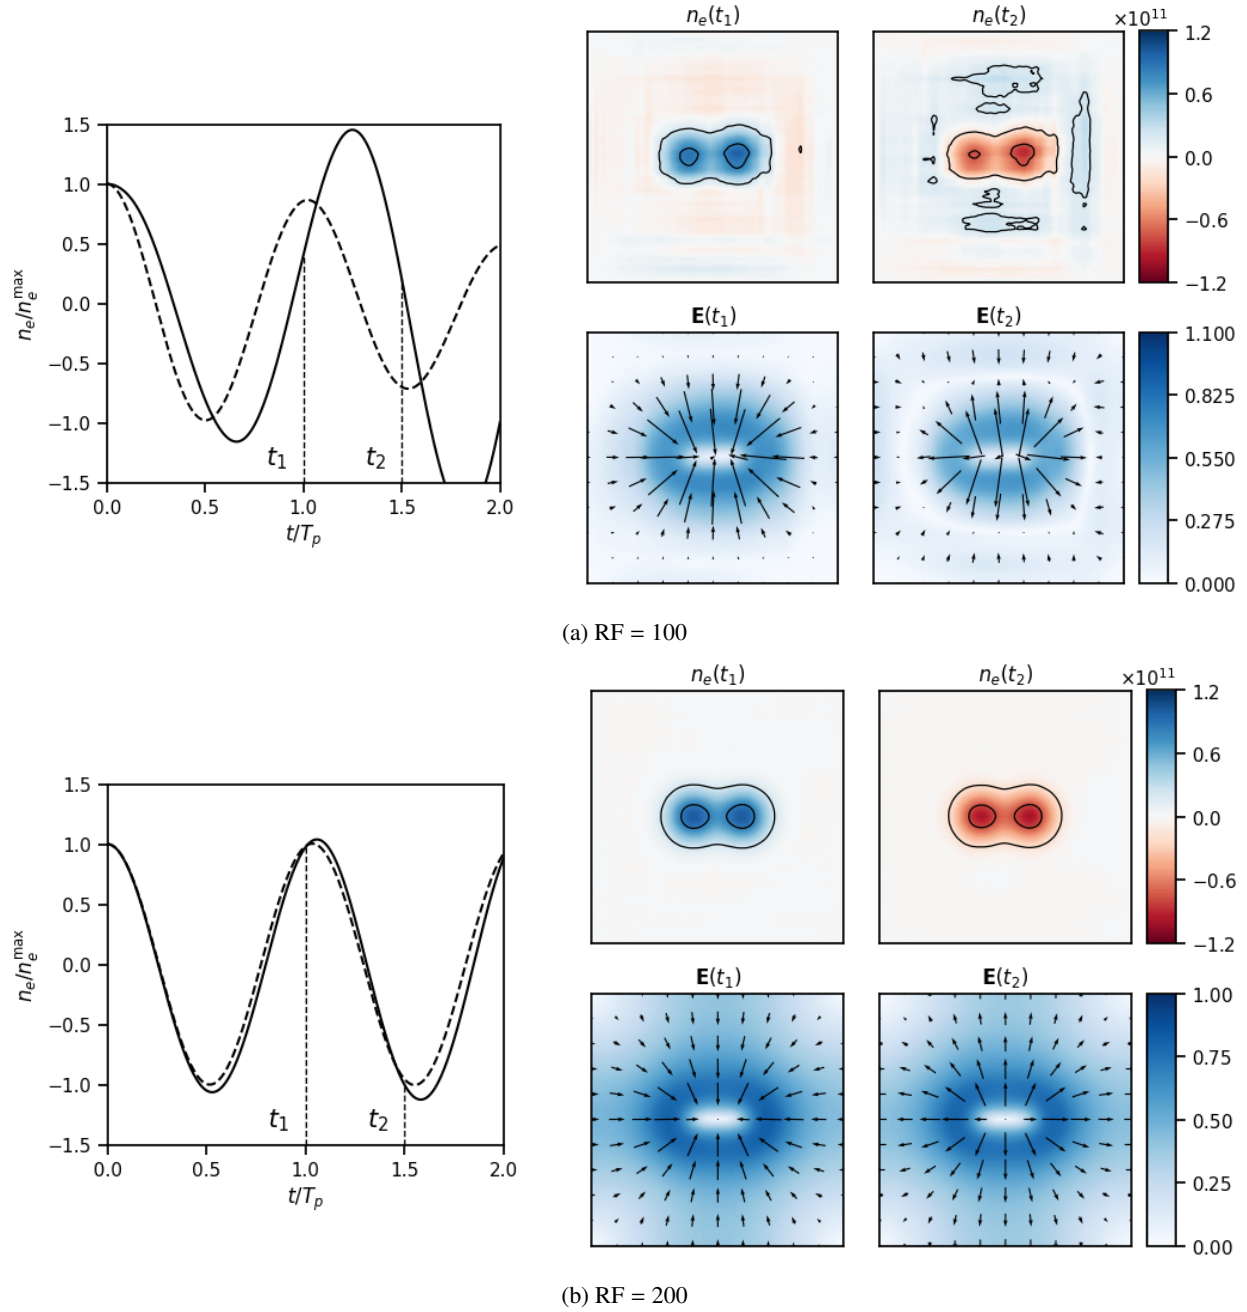 n_e(t_1)
n_e(t_2)
×10^11
1.2
0.6
0.0
−0.6
−1.2
1.5
1.0
0.5
0.0
−0.5
−1.0
−1.5
n_e/n_e^max
t_1
t_2
0.0 0.5 1.0 1.5 2.0
t/T_p
E(t_1)
E(t_2)
1.100
0.825
0.550
0.275
0.000
(a) RF = 100
n_e(t_1)
n_e(t_2)
×10^11
1.2
0.6
0.0
−0.6
−1.2
1.5
1.0
0.5
0.0
−0.5
−1.0
−1.5
n_e/n_e^max
t_1
t_2
0.0 0.5 1.0 1.5 2.0
t/T_p
E(t_1)
E(t_2)
1.00
0.75
0.50
0.25
0.00
(b) RF = 200